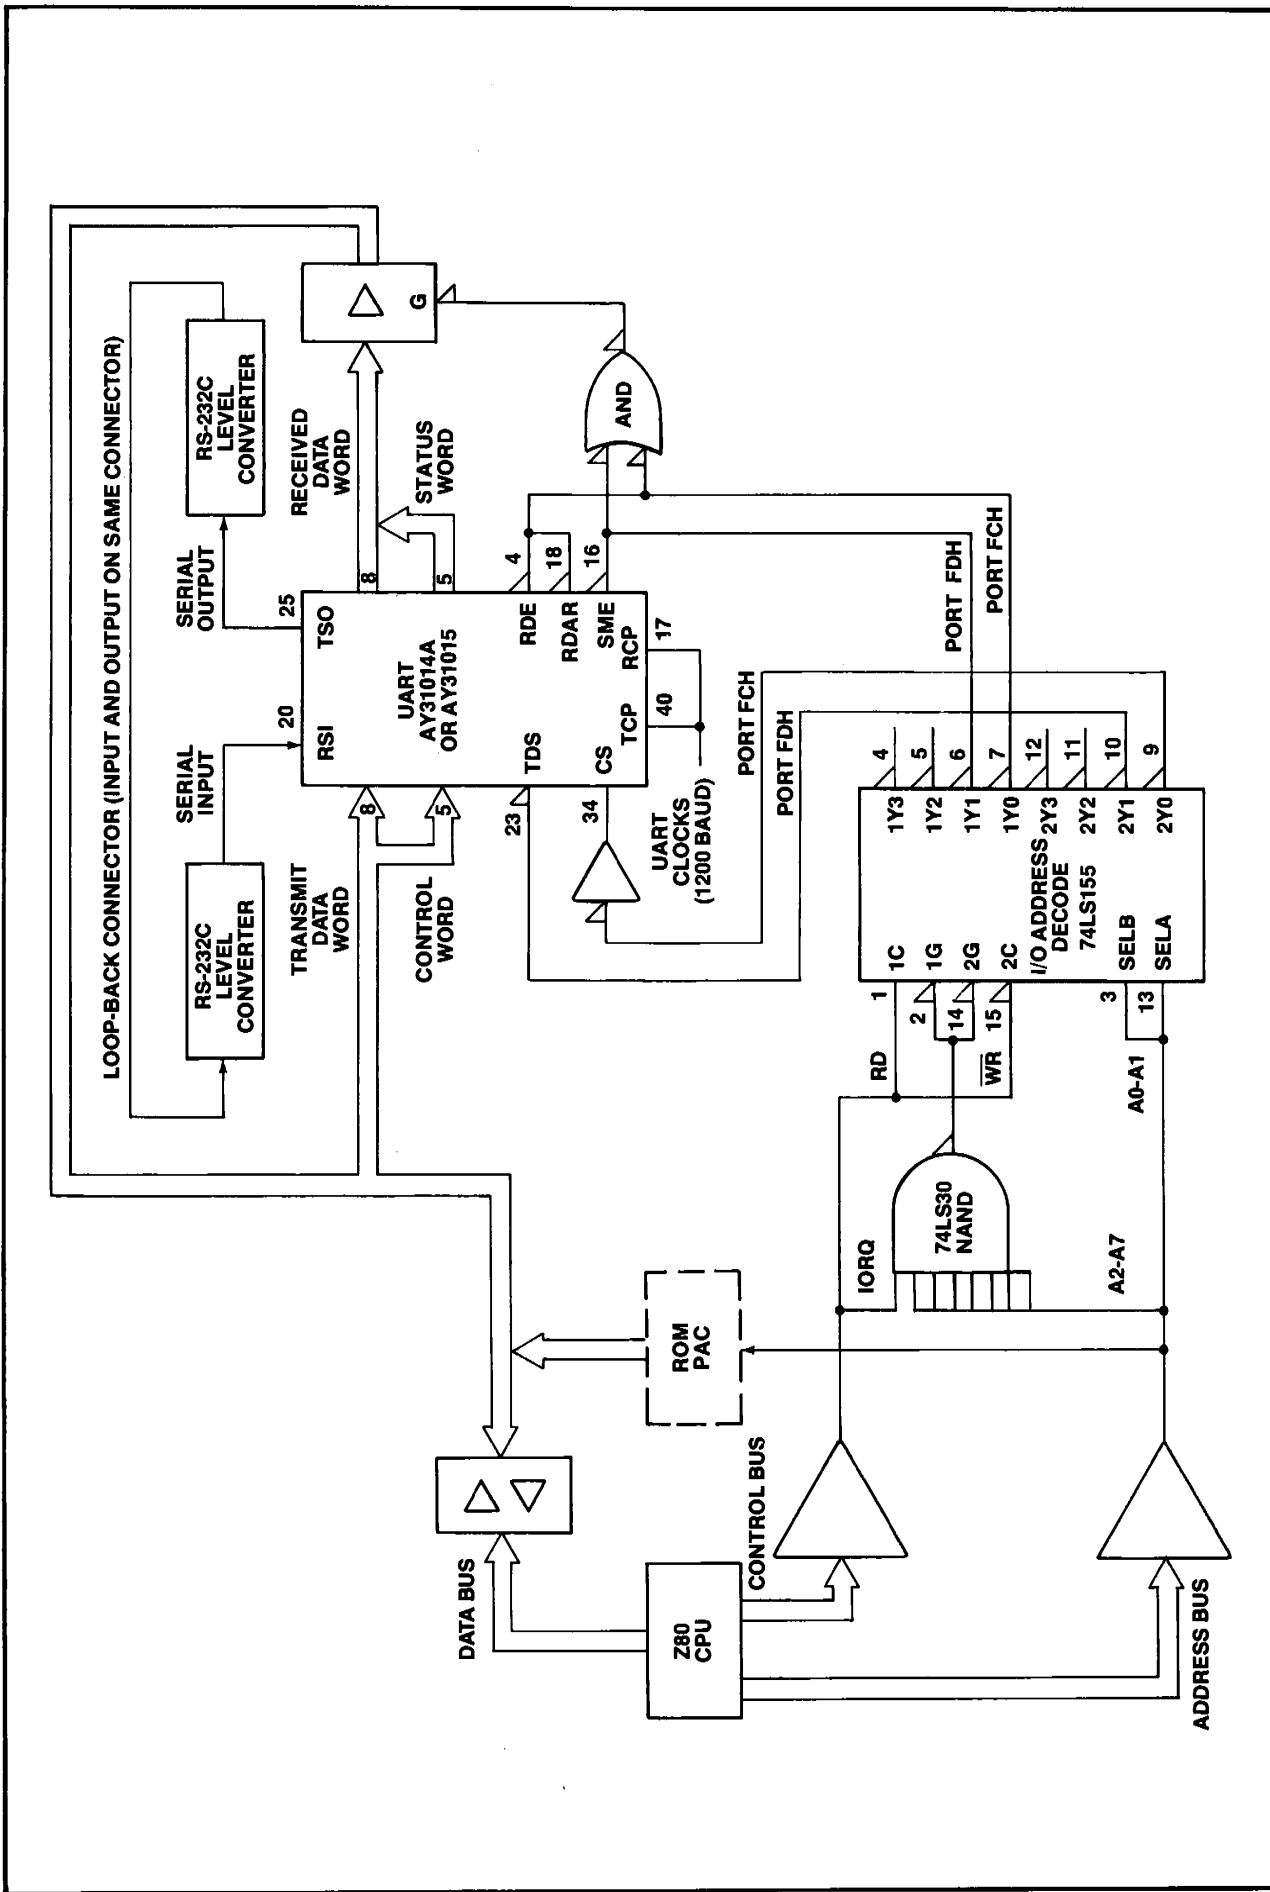 LOOP-BACK CONNECTOR (INPUT AND OUTPUT ON SAME CONNECTOR)
RS-232C
LEVEL
CONVERTER
SERIAL
INPUT
SERIAL
OUTPUT
RS-232C
LEVEL
CONVERTER
TRANSMIT
DATA
WORD
CONTROL
WORD
8
5
20
RSI
25
TSO
UART
AY31014A
OR AY31015
8
5
RECEIVED
DATA
WORD
STATUS
WORD
G
23
TDS
34
CS
RDE
4
RDAR
18
SME
16
TCP
40
RCP
17
AND
UART
CLOCKS
(1200 BAUD)
PORT FCH
PORT FDH
PORT FDH
PORT FCH
DATA BUS
Z80
CPU
CONTROL BUS
ADDRESS BUS
ROM
PAC
IORQ
74LS30
NAND
A2-A7
RD
WR
A0-A1
1
1C
2
1G
14
2G
15
2C
I/O ADDRESS
DECODE
74LS155
3
SELB
13
SELA
1Y3
4
1Y2
5
1Y1
6
1Y0
7
2Y3
12
2Y2
11
2Y1
10
2Y0
9